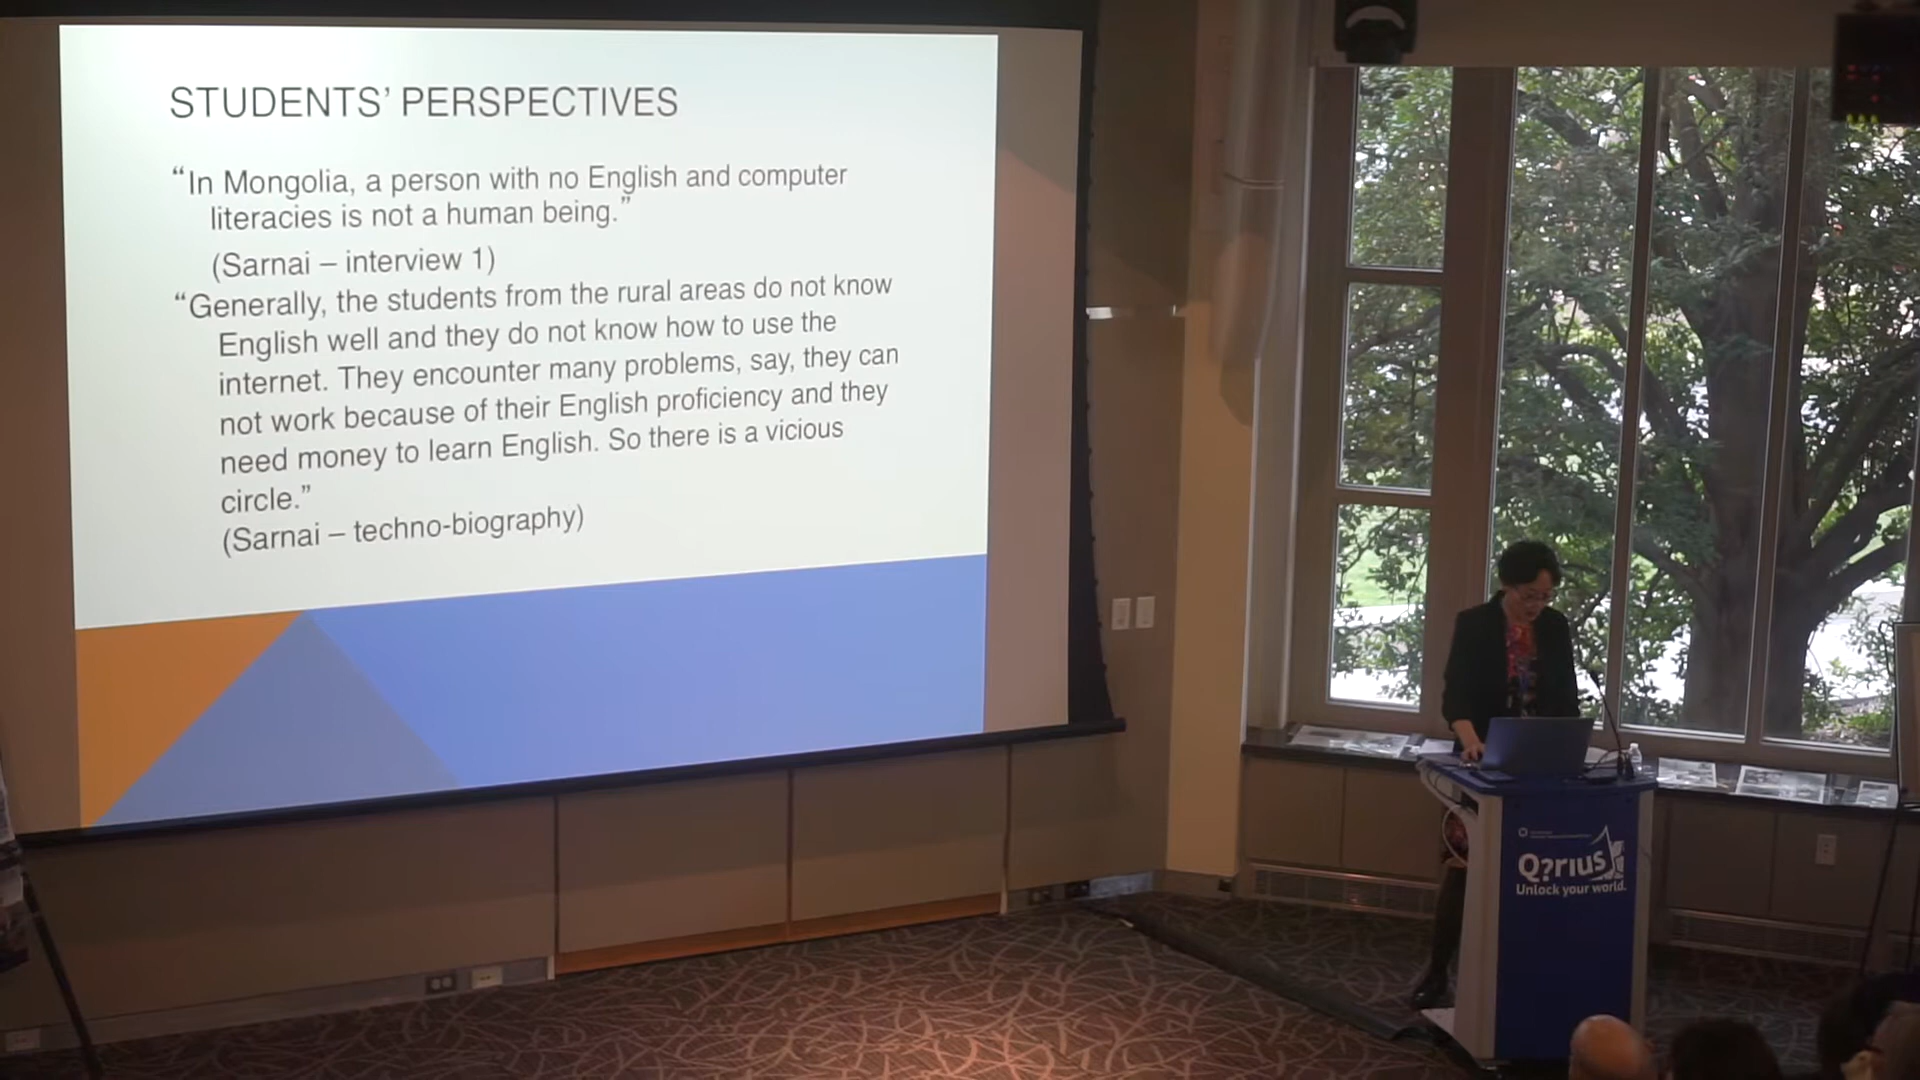 STUDENTS' PERSPECTIVES
“In Mongolia, a person with no English and computer
literacies is not a human being.”
(Sarnai – interview 1)
“Generally, the students from the rural areas do not know
English well and they do not know how to use the
internet. They encounter many problems, say, they can
not work because of their English proficiency and they
need money to learn English. So there is a vicious
circle.”
(Sarnai – techno-biography)
Q?rius
Unlock your world.